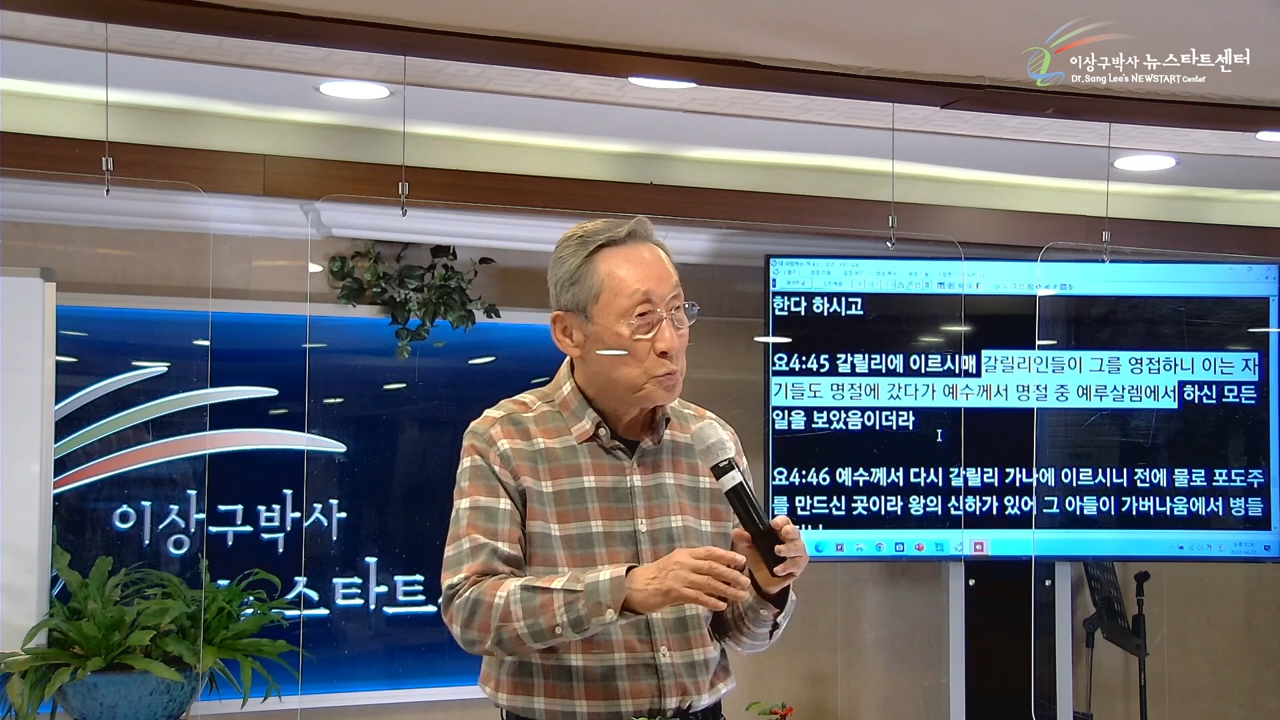 이상구박사 뉴스타트센터
Dr.Sang Lee's NEWSTART Center
한다 하시고
요4:45 갈릴리에 이르시매 갈릴리인들이 그를 영접하니 이는 자
기들도 명절에 갔다가 예수께서 명절 중 예루살렘에서 하신 모든
일을 보았음이더라
요4:46 예수께서 다시 갈릴리 가나에 이르시니 전에 물로 포도주
를 만드신 곳이라 왕의 신하가 있어 그 아들이 가버나움에서 병들
이상구박사
스타트